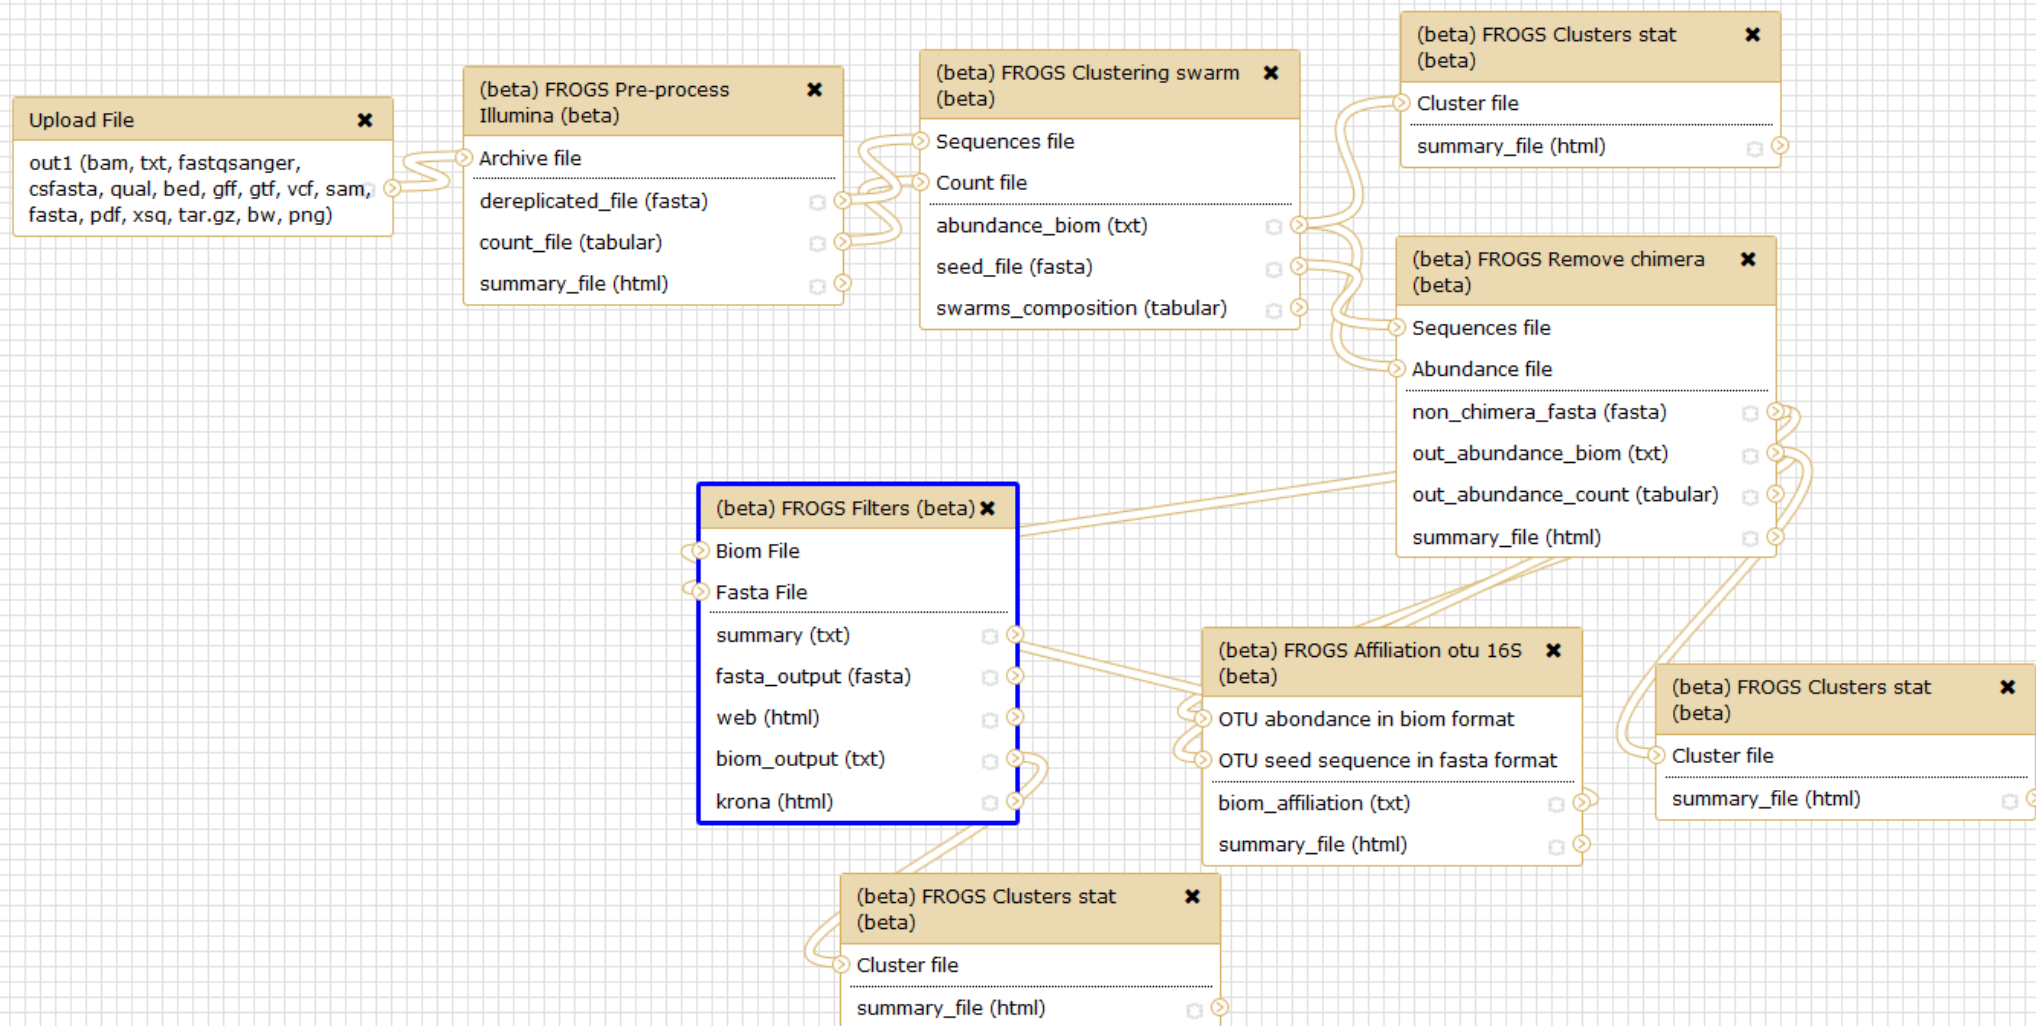 Upload File
out1 (bam, txt, fastqsanger,
csfasta, qual, bed, gff, gtf, vcf, sam,
fasta, pdf, xsq, tar.gz, bw, png)
(beta) FROGS Pre-process
Illumina (beta)
Archive file
dereplicated_file (fasta)
count_file (tabular)
summary_file (html)
(beta) FROGS Clustering swarm
(beta)
Sequences file
Count file
abundance_biom (txt)
seed_file (fasta)
swarms_composition (tabular)
(beta) FROGS Clusters stat
(beta)
Cluster file
summary_file (html)
(beta) FROGS Remove chimera
(beta)
Sequences file
Abundance file
non_chimera_fasta (fasta)
out_abundance_biom (txt)
out_abundance_count (tabular)
summary_file (html)
(beta) FROGS Filters (beta)
Biom File
Fasta File
summary (txt)
fasta_output (fasta)
web (html)
biom_output (txt)
krona (html)
(beta) FROGS Affiliation otu 16S
(beta)
OTU abondance in biom format
OTU seed sequence in fasta format
biom_affiliation (txt)
summary_file (html)
(beta) FROGS Clusters stat
(beta)
Cluster file
summary_file (html)
(beta) FROGS Clusters stat
(beta)
Cluster file
summary_file (html)